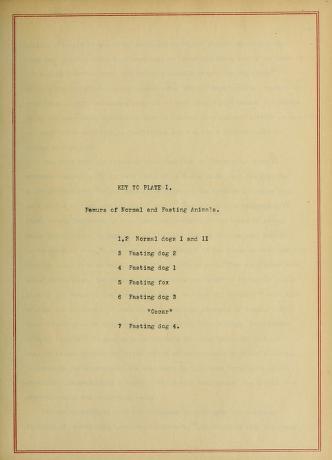 KEY TO PLATE I.
Femurs of Normal and Fasting Animals.
1,2 Normal dogs I and II
3 Fasting dog 2
4 Fasting dog 1
5 Fasting fox
6 Fasting dog 3
"Oscar"
7 Fasting dog 4.